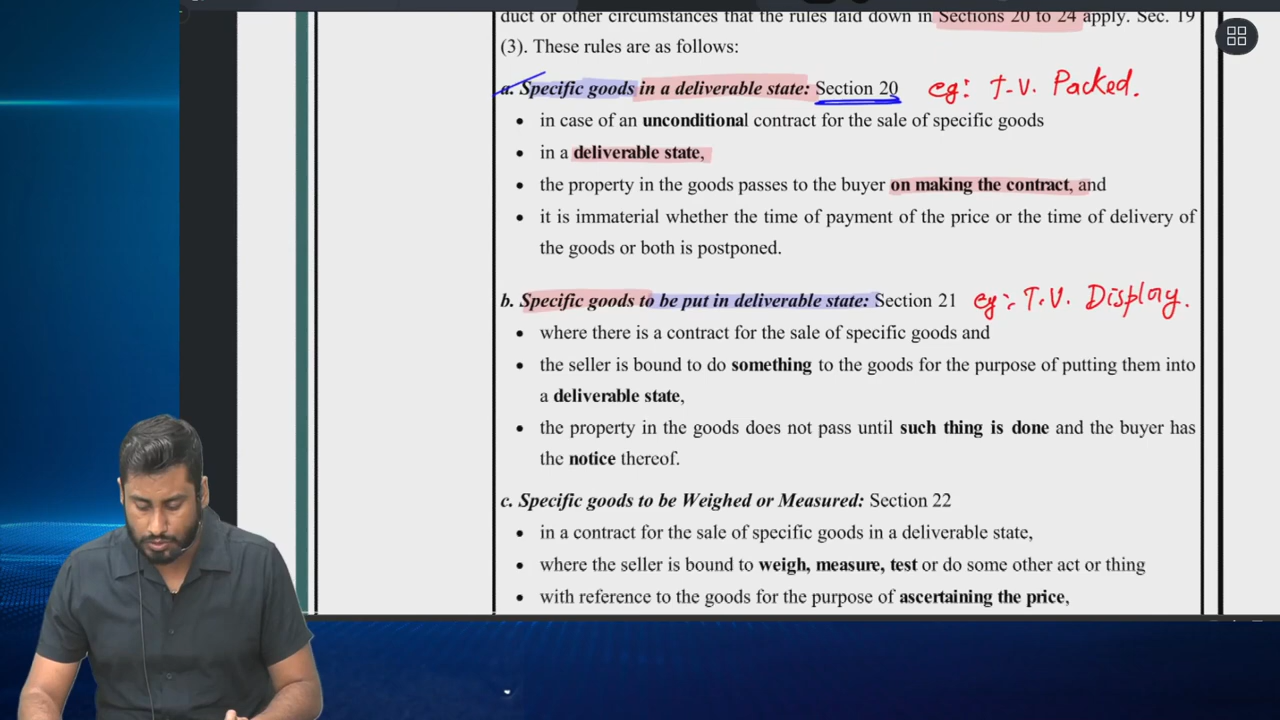 duct or other circumstances that the rules laid down in Sections 20 to 24 apply. Sec. 19
(3). These rules are as follows:
a. Specific goods in a deliverable state: Section 20 eg: T.V. Packed.
• in case of an unconditional contract for the sale of specific goods
• in a deliverable state,
• the property in the goods passes to the buyer on making the contract, and
• it is immaterial whether the time of payment of the price or the time of delivery of
the goods or both is postponed.
b. Specific goods to be put in deliverable state: Section 21 eg:- T.V. Display.
• where there is a contract for the sale of specific goods and
• the seller is bound to do something to the goods for the purpose of putting them into
a deliverable state,
• the property in the goods does not pass until such thing is done and the buyer has
the notice thereof.
c. Specific goods to be Weighed or Measured: Section 22
• in a contract for the sale of specific goods in a deliverable state,
• where the seller is bound to weigh, measure, test or do some other act or thing
• with reference to the goods for the purpose of ascertaining the price,